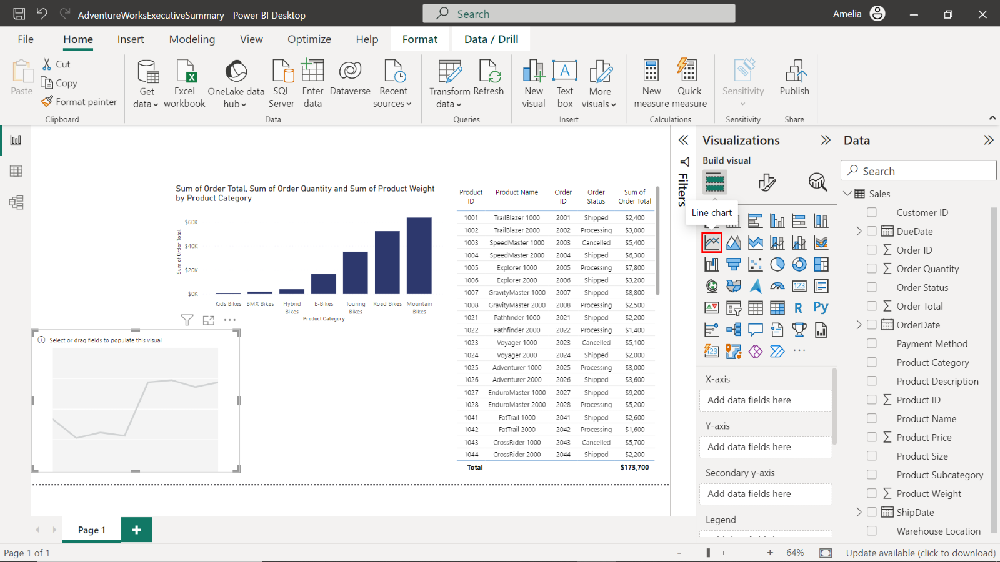 AdventureWorksExecutiveSummary - Power BI Desktop
Search
Amelia
File
Home
Insert
Modeling
View
Optimize
Help
Format
Data / Drill
Paste
Cut
Copy
Format painter
Clipboard
Get
data
Excel
workbook
OneLake data
hub
SQL
Server
Enter
data
Dataverse
Recent
sources
Data
Transform
data
Refresh
Queries
New
visual
Text
box
More
visuals
Insert
New
measure
Quick
measure
Calculations
Sensitivity
Sensitivity
Publish
Share
Sum of Order Total, Sum of Order Quantity and Sum of Product Weight
by Product Category
Sum of Order Total
$60K
$40K
$20K
$0K
Kids Bikes
BMX Bikes
Hybrid
Bikes
E-Bikes
Touring
Bikes
Road Bikes
Mountain
Bikes
Product Category
Select or drag fields to populate this visual
Product
ID
Product Name
Order
ID
Order
Status
Sum of
Order Total
1001 TrailBlazer 1000 2001 Shipped $2,400
1002 TrailBlazer 2000 2002 Processing $3,000
1003 SpeedMaster 1000 2003 Cancelled $5,400
1004 SpeedMaster 2000 2004 Shipped $6,300
1005 Explorer 1000 2005 Processing $7,800
1006 Explorer 2000 2006 Shipped $3,200
1007 GravityMaster 1000 2007 Shipped $8,800
1008 GravityMaster 2000 2008 Processing $2,500
1021 Pathfinder 1000 2021 Shipped $2,200
1022 Pathfinder 2000 2022 Processing $1,400
1023 Voyager 1000 2023 Cancelled $5,100
1024 Voyager 2000 2024 Shipped $2,000
1025 Adventurer 1000 2025 Processing $3,000
1026 Adventurer 2000 2026 Shipped $3,600
1027 EnduroMaster 1000 2027 Shipped $9,200
1028 EnduroMaster 2000 2028 Processing $5,200
1041 FatTrail 1000 2041 Shipped $2,600
1042 FatTrail 2000 2042 Processing $1,600
1043 CrossRider 1000 2043 Cancelled $5,700
1044 CrossRider 2000 2044 Shipped $2,200
Total $173,700
Filters
Visualizations
Build visual
Line chart
123
R
Py
123
X-axis
Add data fields here
Y-axis
Add data fields here
Secondary y-axis
Add data fields here
Legend
Data
Search
Sales
Customer ID
DueDate
Order ID
Order Quantity
Order Status
Order Total
OrderDate
Payment Method
Product Category
Product Description
Product ID
Product Name
Product Price
Product Size
Product Subcategory
Product Weight
ShipDate
Warehouse Location
Page 1
Page 1 of 1
- + 64%
Update available (click to download)